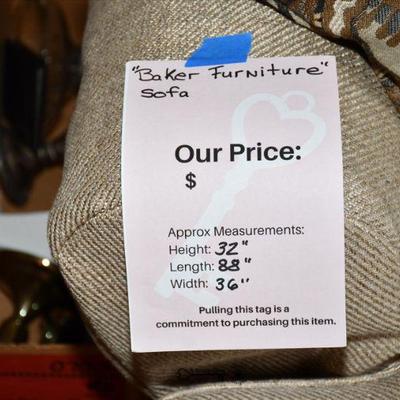 "Baker Furniture"
Sofa
Our Price:
$
Approx Measurements:
Height: 32"
Length: 88"
Width: 36"
Pulling this tag is a
commitment to purchasing this item.